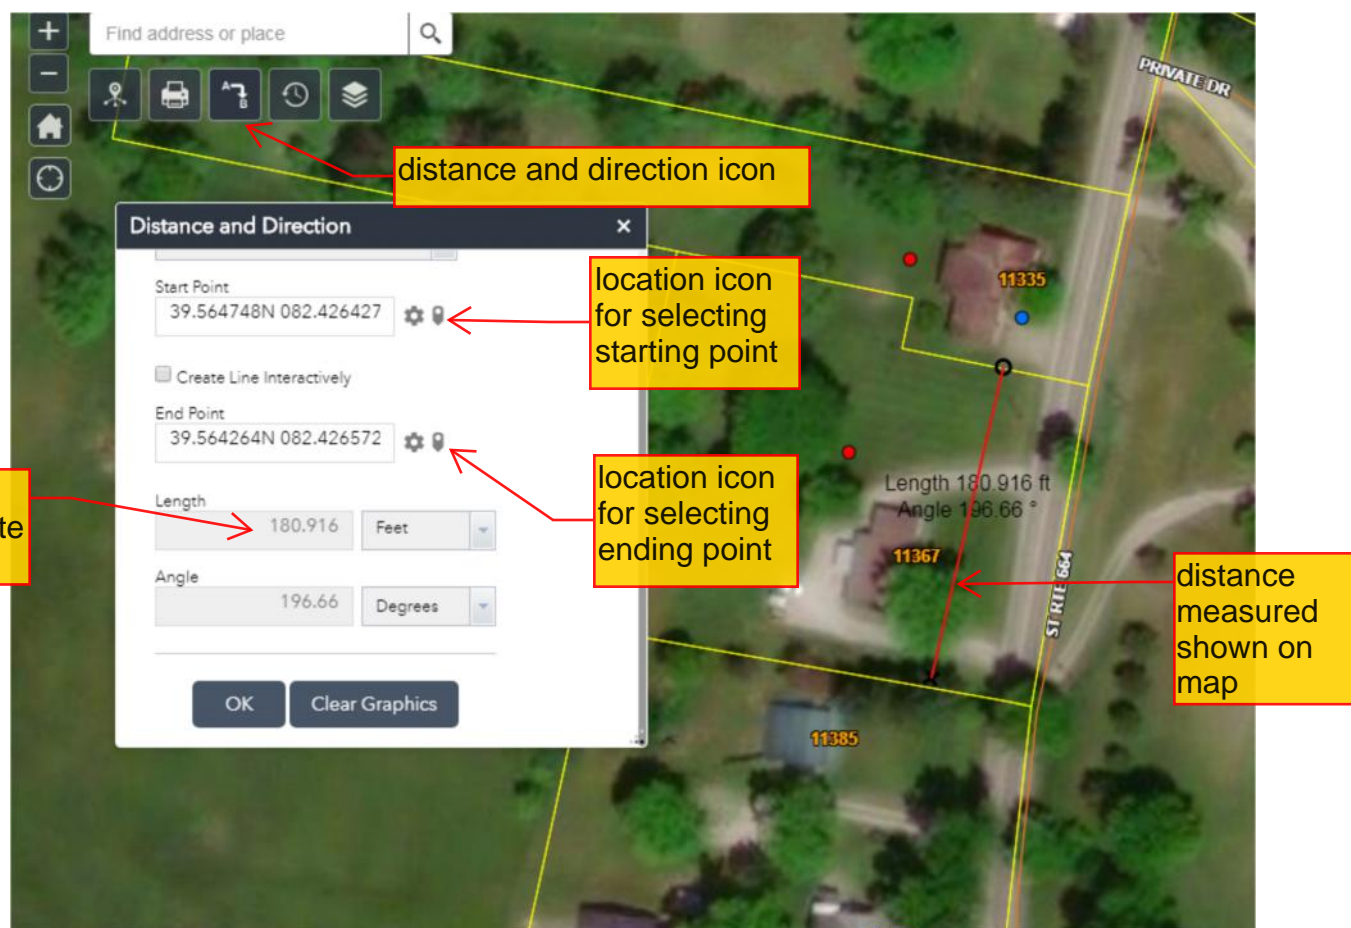 Find address or place
A
B
PRIVATE DR
distance and direction icon
Distance and Direction
×
Start Point
39.564748N 082.426427
location icon
for selecting
starting point
11335
Create Line Interactively
End Point
39.564264N 082.426572
location icon
for selecting
ending point
Length 180.916 ft
Angle 196.66 °
Length
180.916
Feet
te
11367
ST RTE 664
distance
measured
shown on
map
Angle
196.66
Degrees
OK
Clear Graphics
11385